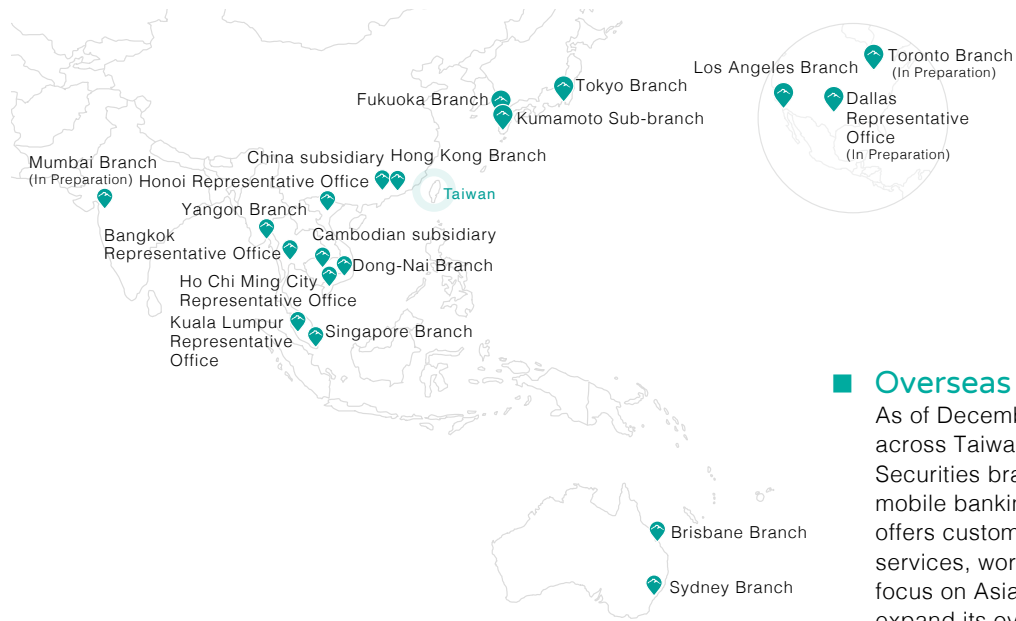 Toronto Branch
(In Preparation)
Los Angeles Branch
Dallas
Representative
Office
(In Preparation)
Tokyo Branch
Fukuoka Branch
Kumamoto Sub-branch
China subsidiary
Hong Kong Branch
Mumbai Branch
(In Preparation)
Honoi Representative Office
Taiwan
Yangon Branch
Bangkok
Representative Office
Cambodian subsidiary
Dong-Nai Branch
Ho Chi Ming City
Representative Office
Kuala Lumpur
Representative
Office
Singapore Branch
Brisbane Branch
Sydney Branch
Overseas
As of Decemb
across Taiwa
Securities bra
mobile bankin
offers custom
services, wor
focus on Asia